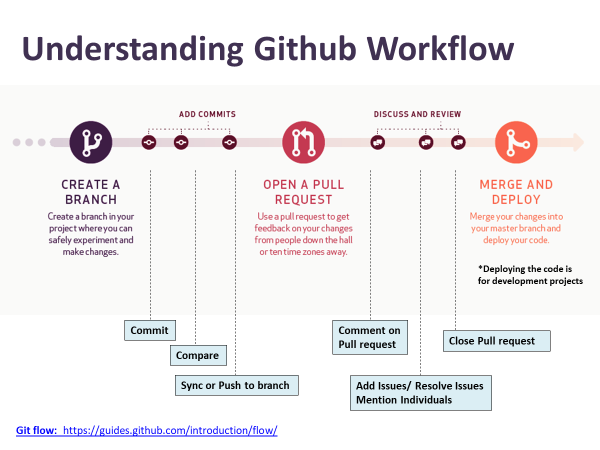 Understanding Github Workflow
ADD COMMITS
DISCUSS AND REVIEW
CREATE A
BRANCH
Create a branch in your
project where you can
safely experiment and
make changes.
OPEN A PULL
REQUEST
Use a pull request to get
feedback on your changes
from people down the hall
or ten time zones away.
MERGE AND
DEPLOY
Merge your changes into
your master branch and
deploy your code.
*Deploying the code is
for development projects
Commit
Compare
Sync or Push to branch
Comment on
Pull request
Close Pull request
Add Issues/ Resolve Issues
Mention Individuals
Git flow: https://guides.github.com/introduction/flow/